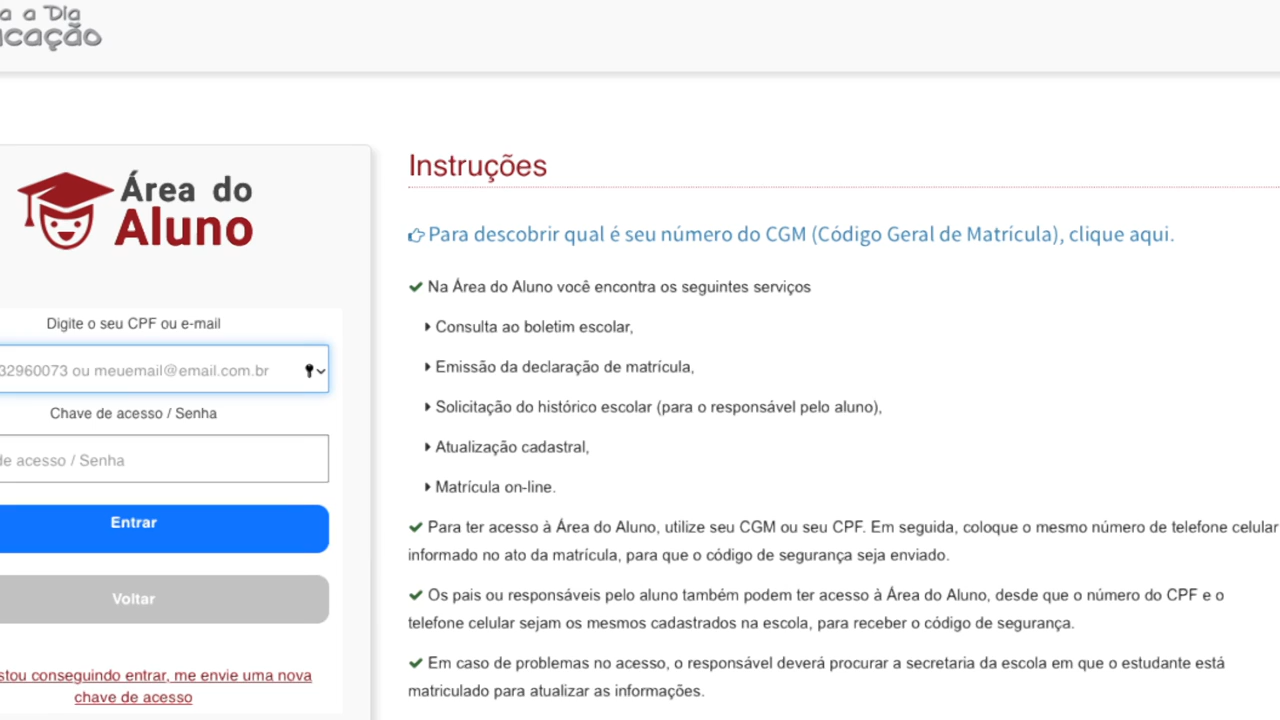 a a Dia
cação
Área do
Aluno
Digite o seu CPF ou e-mail
32960073 ou meuemail@email.com.br
Chave de acesso / Senha
de acesso / Senha
Entrar
Voltar
stou conseguindo entrar, me envie uma nova
chave de acesso
Instruções
Para descobrir qual é seu número do CGM (Código Geral de Matrícula), clique aqui.
Na Área do Aluno você encontra os seguintes serviços
Consulta ao boletim escolar,
Emissão da declaração de matrícula,
Solicitação do histórico escolar (para o responsável pelo aluno),
Atualização cadastral,
Matrícula on-line.
Para ter acesso à Área do Aluno, utilize seu CGM ou seu CPF. Em seguida, coloque o mesmo número de telefone celular
informado no ato da matrícula, para que o código de segurança seja enviado.
Os pais ou responsáveis pelo aluno também podem ter acesso à Área do Aluno, desde que o número do CPF e o
telefone celular sejam os mesmos cadastrados na escola, para receber o código de segurança.
Em caso de problemas no acesso, o responsável deverá procurar a secretaria da escola em que o estudante está
matriculado para atualizar as informações.